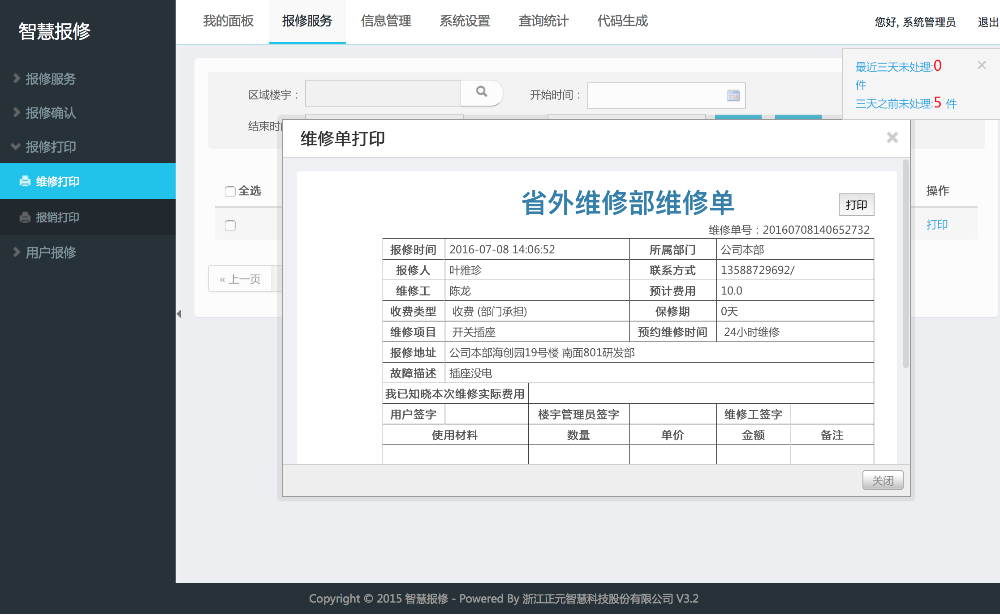 智慧报修
我的面板 报修服务 信息管理 系统设置 查询统计 代码生成
您好, 系统管理员 退出
报修服务
报修确认
报修打印
维修打印
报销打印
用户报修
区域楼宇：
开始时间：
结束时
最近三天未处理:0
件
三天之前未处理:5 件
全选
操作
打印
« 上一页
维修单打印
×
省外维修部维修单
打印
维修单号：20160708140652732
报修时间 2016-07-08 14:06:52 所属部门 公司本部
报修人 叶雅珍 联系方式 13588729692/
维修工 陈龙 预计费用 10.0
收费类型 收费 (部门承担) 保修期 0天
维修项目 开关插座 预约维修时间 24小时维修
报修地址 公司本部海创园19号楼 南面801研发部
故障描述 插座没电
我已知晓本次维修实际费用
用户签字 楼宇管理员签字 维修工签字
使用材料 数量 单价 金额 备注
关闭
Copyright © 2015 智慧报修 - Powered By 浙江正元智慧科技股份有限公司 V3.2